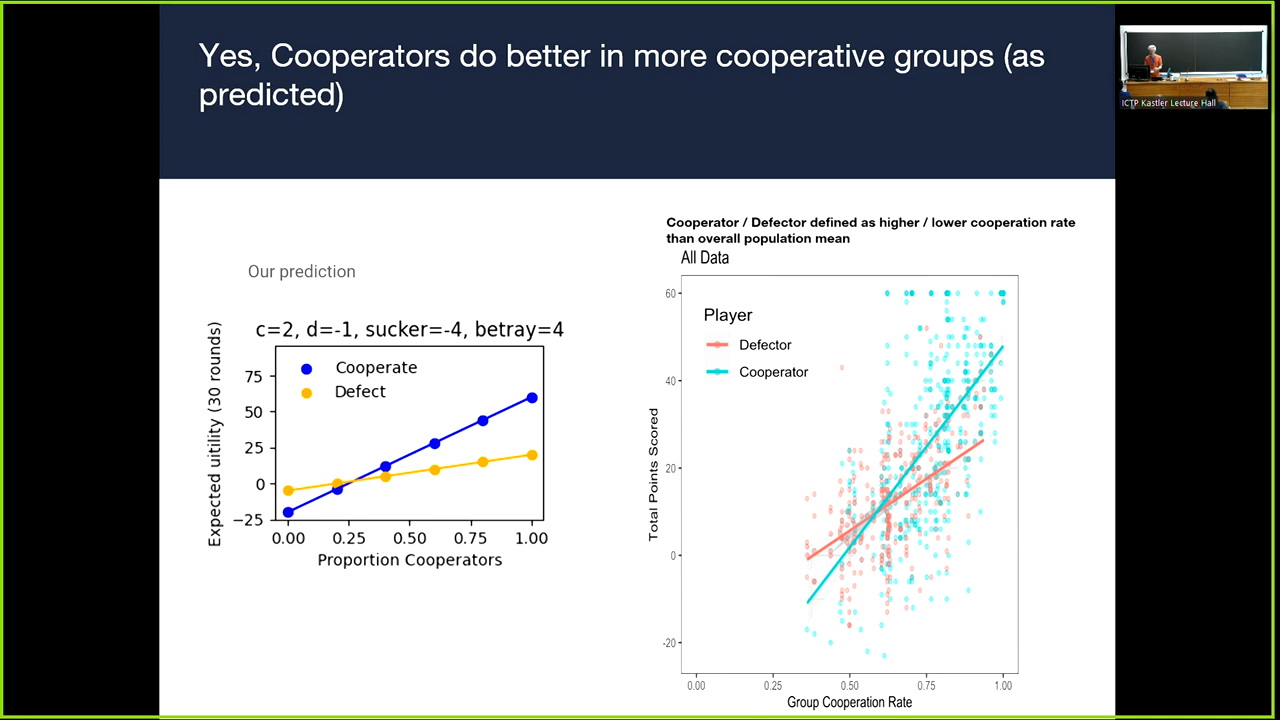 Yes, Cooperators do better in more cooperative groups (as
predicted)
ICTP Kastler Lecture Hall
Our prediction
c=2, d=-1, sucker=-4, betray=4
Expected uitility (30 rounds)
Cooperate
Defect
75
50
25
0
−25
0.00 0.25 0.50 0.75 1.00
Proportion Cooperators
Cooperator / Defector defined as higher / lower cooperation rate
than overall population mean
All Data
Total Points Scored
Player
Defector
Cooperator
60
40
20
0
-20
0.00 0.25 0.50 0.75 1.00
Group Cooperation Rate